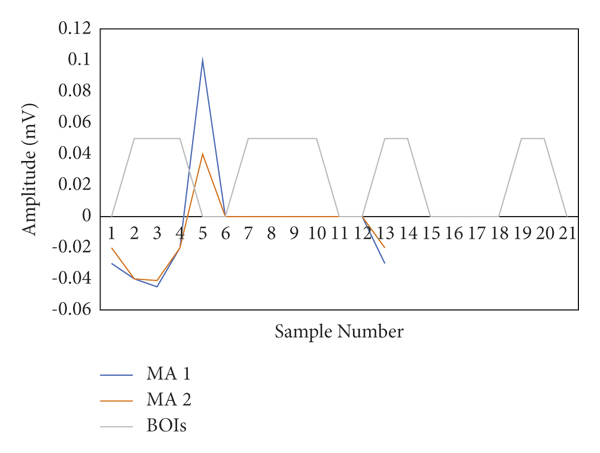 0.12
0.1
0.08
0.06
0.04
0.02
0
-0.02
-0.04
-0.06
Amplitude (mV)
1 2 3 4 5 6 7 8 9 10 11 12 13 14 15 16 17 18 19 20 21
Sample Number
MA 1
MA 2
BOIs